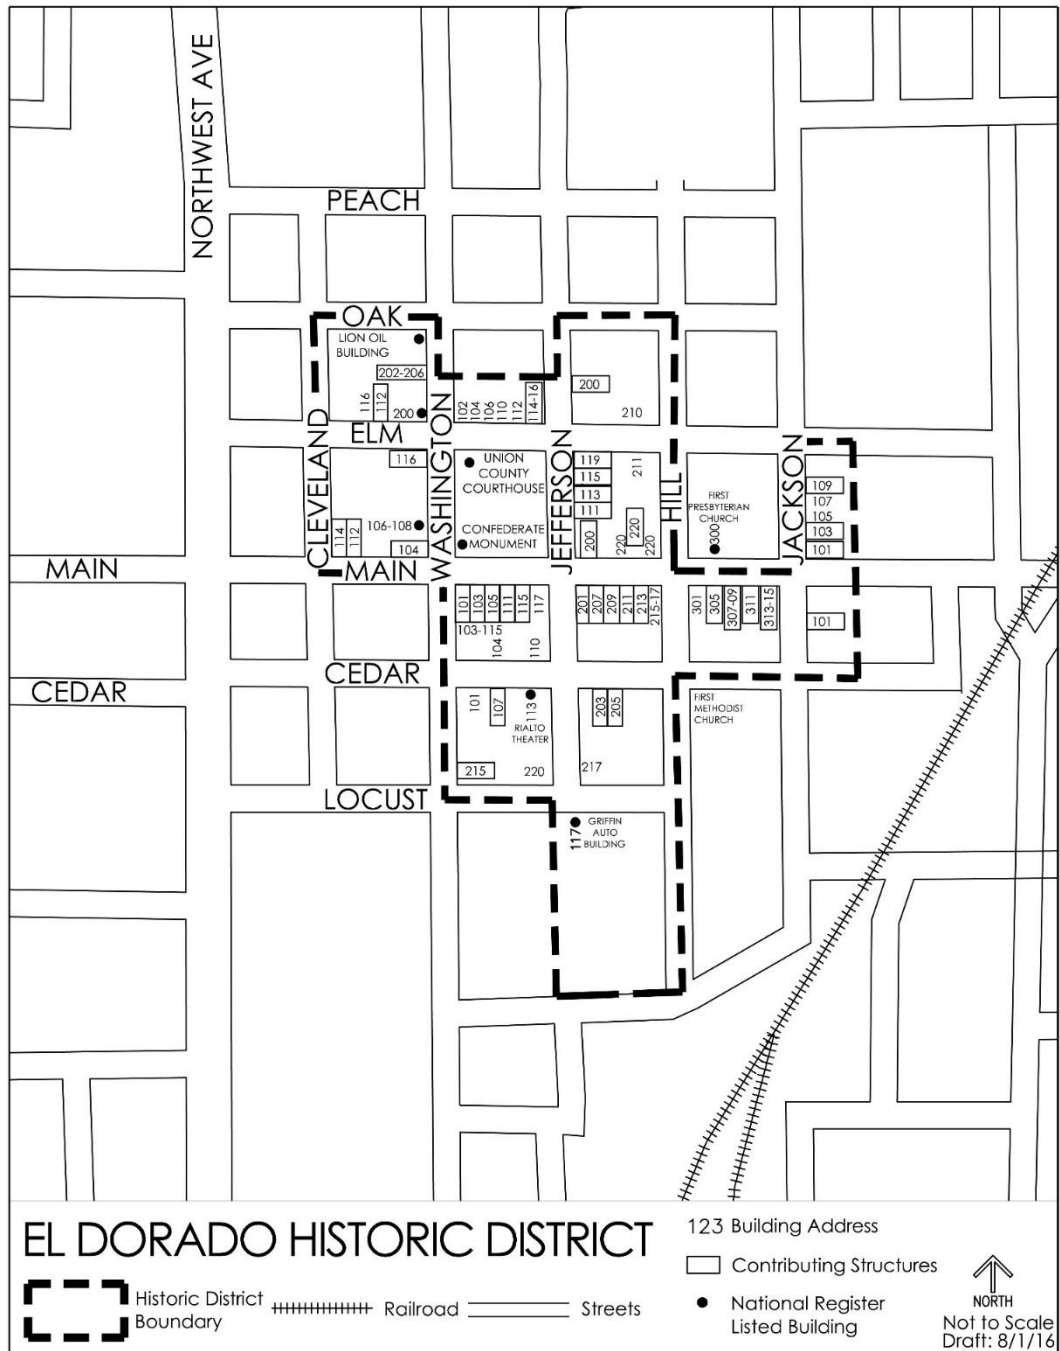 NORTHWEST AVE
PEACH
OAK
LION OIL
BUILDING
202-206
116
112
200
102
104
106
110
112
114-16
200
210
CLEVELAND
ELM
WASHINGTON
JEFFERSON
HILL
JACKSON
116
106-108
114
112
104
UNION
COUNTY
COURTHOUSE
CONFEDERATE
MONUMENT
119
115
113
111
200
211
220
220
220
FIRST
PRESBYTERIAN
CHURCH
300
109
107
105
103
101
MAIN
MAIN
101
103
105
111
115
117
103-115
104
110
201
207
209
211
213
215-17
301
305
307-09
311
313-15
101
CEDAR
CEDAR
101
107
113
RIALTO
THEATER
215
220
203
205
217
FIRST
METHODIST
CHURCH
LOCUST
117
GRIFFIN
AUTO
BUILDING
EL DORADO HISTORIC DISTRICT
Historic District
Boundary
Railroad
Streets
123 Building Address
Contributing Structures
National Register
Listed Building
NORTH
Not to Scale
Draft: 8/1/16